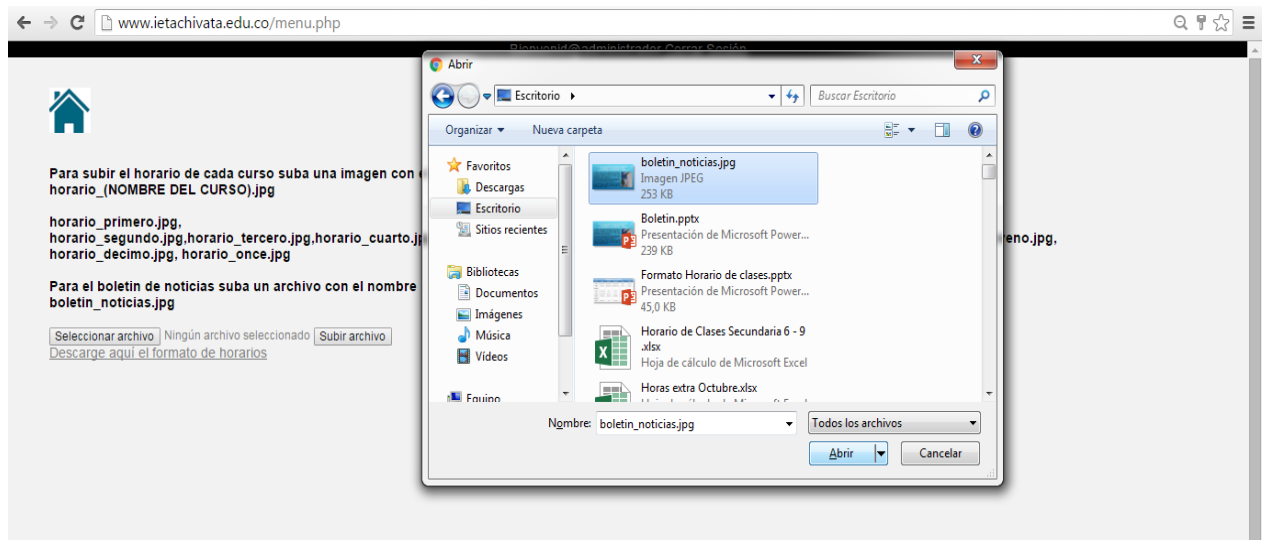 www.ietachivata.edu.co/menu.php
Bienvenid@administrador Cerrar Sesión
Para subir el horario de cada curso suba una imagen con
horario_(NOMBRE DEL CURSO).jpg
horario_primero.jpg,
horario_segundo.jpg,horario_tercero.jpg,horario_cuarto.jp eno.jpg,
horario_decimo.jpg, horario_once.jpg
Para el boletin de noticias suba un archivo con el nombre
boletin_noticias.jpg
Seleccionar archivo Ningún archivo seleccionado Subir archivo
Descarge aquí el formato de horarios
Abrir
Escritorio
Buscar Escritorio
Organizar Nueva carpeta
Favoritos
Descargas
Escritorio
Sitios recientes
Bibliotecas
Documentos
Imágenes
Música
Vídeos
Equipo
boletin_noticias.jpg
Imagen JPEG
253 KB
Boletin.pptx
Presentación de Microsoft Power...
239 KB
Formato Horario de clases.pptx
Presentación de Microsoft Power...
45,0 KB
Horario de Clases Secundaria 6 - 9
.xlsx
Hoja de cálculo de Microsoft Excel
Horas extra Octubre.xlsx
Nombre: boletin_noticias.jpg
Todos los archivos
Abrir Cancelar